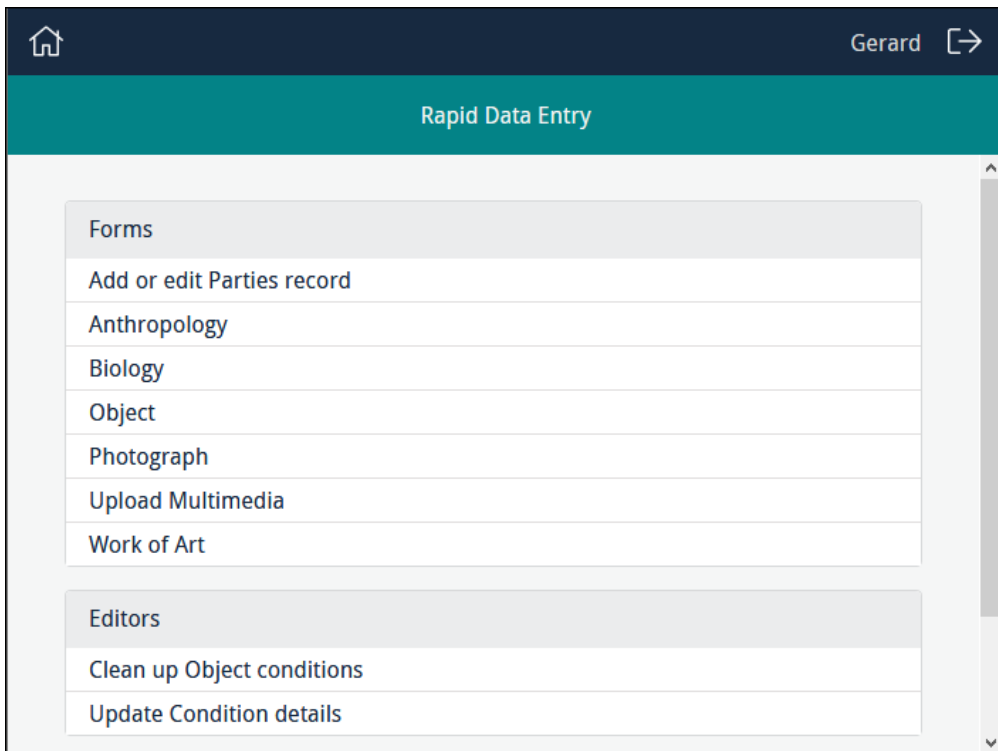 Gerard
Rapid Data Entry
Forms
Add or edit Parties record
Anthropology
Biology
Object
Photograph
Upload Multimedia
Work of Art
Editors
Clean up Object conditions
Update Condition details